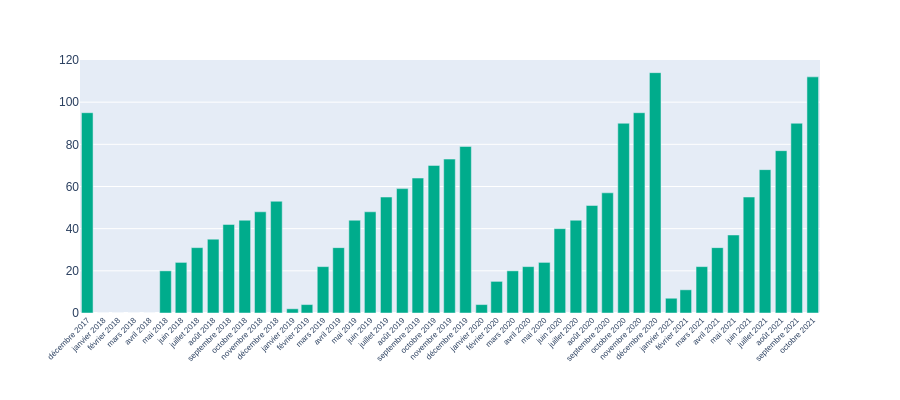 120
100
80
60
40
20
0
décembre 2017
janvier 2018
février 2018
mars 2018
avril 2018
mai 2018
juin 2018
juillet 2018
août 2018
septembre 2018
octobre 2018
novembre 2018
décembre 2018
janvier 2019
février 2019
mars 2019
avril 2019
mai 2019
juin 2019
juillet 2019
août 2019
septembre 2019
octobre 2019
novembre 2019
décembre 2019
janvier 2020
février 2020
mars 2020
avril 2020
mai 2020
juin 2020
juillet 2020
août 2020
septembre 2020
octobre 2020
novembre 2020
décembre 2020
janvier 2021
février 2021
mars 2021
avril 2021
mai 2021
juin 2021
juillet 2021
août 2021
septembre 2021
octobre 2021